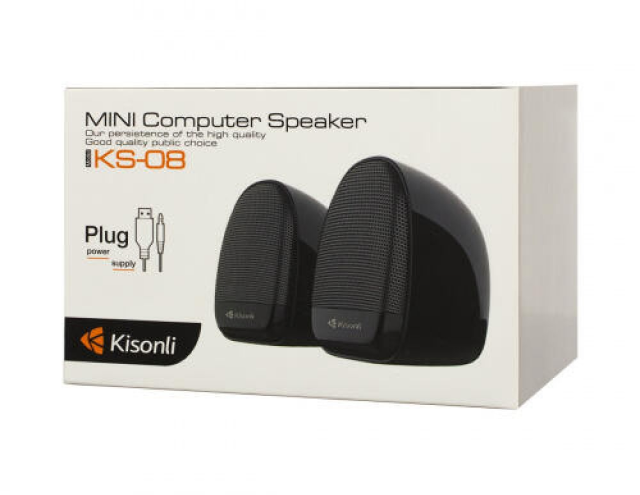 MINI Computer Speaker
Our persistence of the high quality
Good quality public choice
KS-08
Plug
power
supply
Kisonli
Kisonli
Kisonli